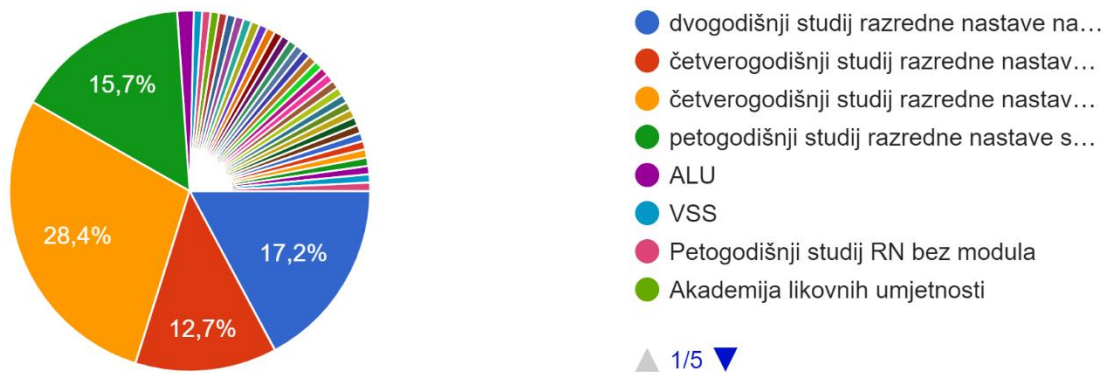 15,7%
28,4%
17,2%
12,7%
dvogodišnji studij razredne nastave na…
četverogodišnji studij razredne nastav…
četverogodišnji studij razredne nastav…
petogodišnji studij razredne nastave s…
ALU
VSS
Petogodišnji studij RN bez modula
Akademija likovnih umjetnosti
1/5